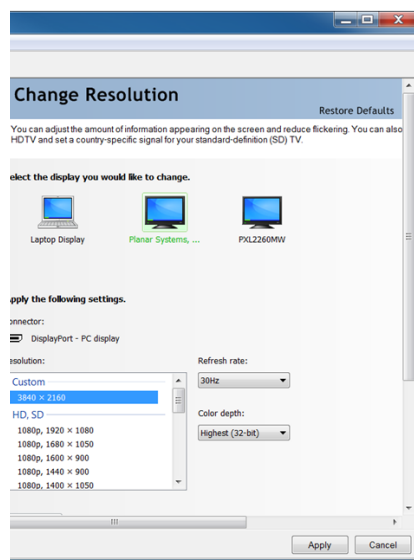 Change Resolution
Restore Defaults
You can adjust the amount of information appearing on the screen and reduce flickering. You can also
HDTV and set a country-specific signal for your standard-definition (SD) TV.
elect the display you would like to change.
Laptop Display
Planar Systems, ...
PXL2260MW
pply the following settings.
onnector:
DisplayPort - PC display
esolution:
Refresh rate:
Custom
30Hz
3840 × 2160
HD, SD
Color depth:
1080p, 1920 × 1080
Highest (32-bit)
1080p, 1680 × 1050
1080p, 1600 × 900
1080p, 1440 × 900
1080p, 1400 × 1050
Apply
Cancel